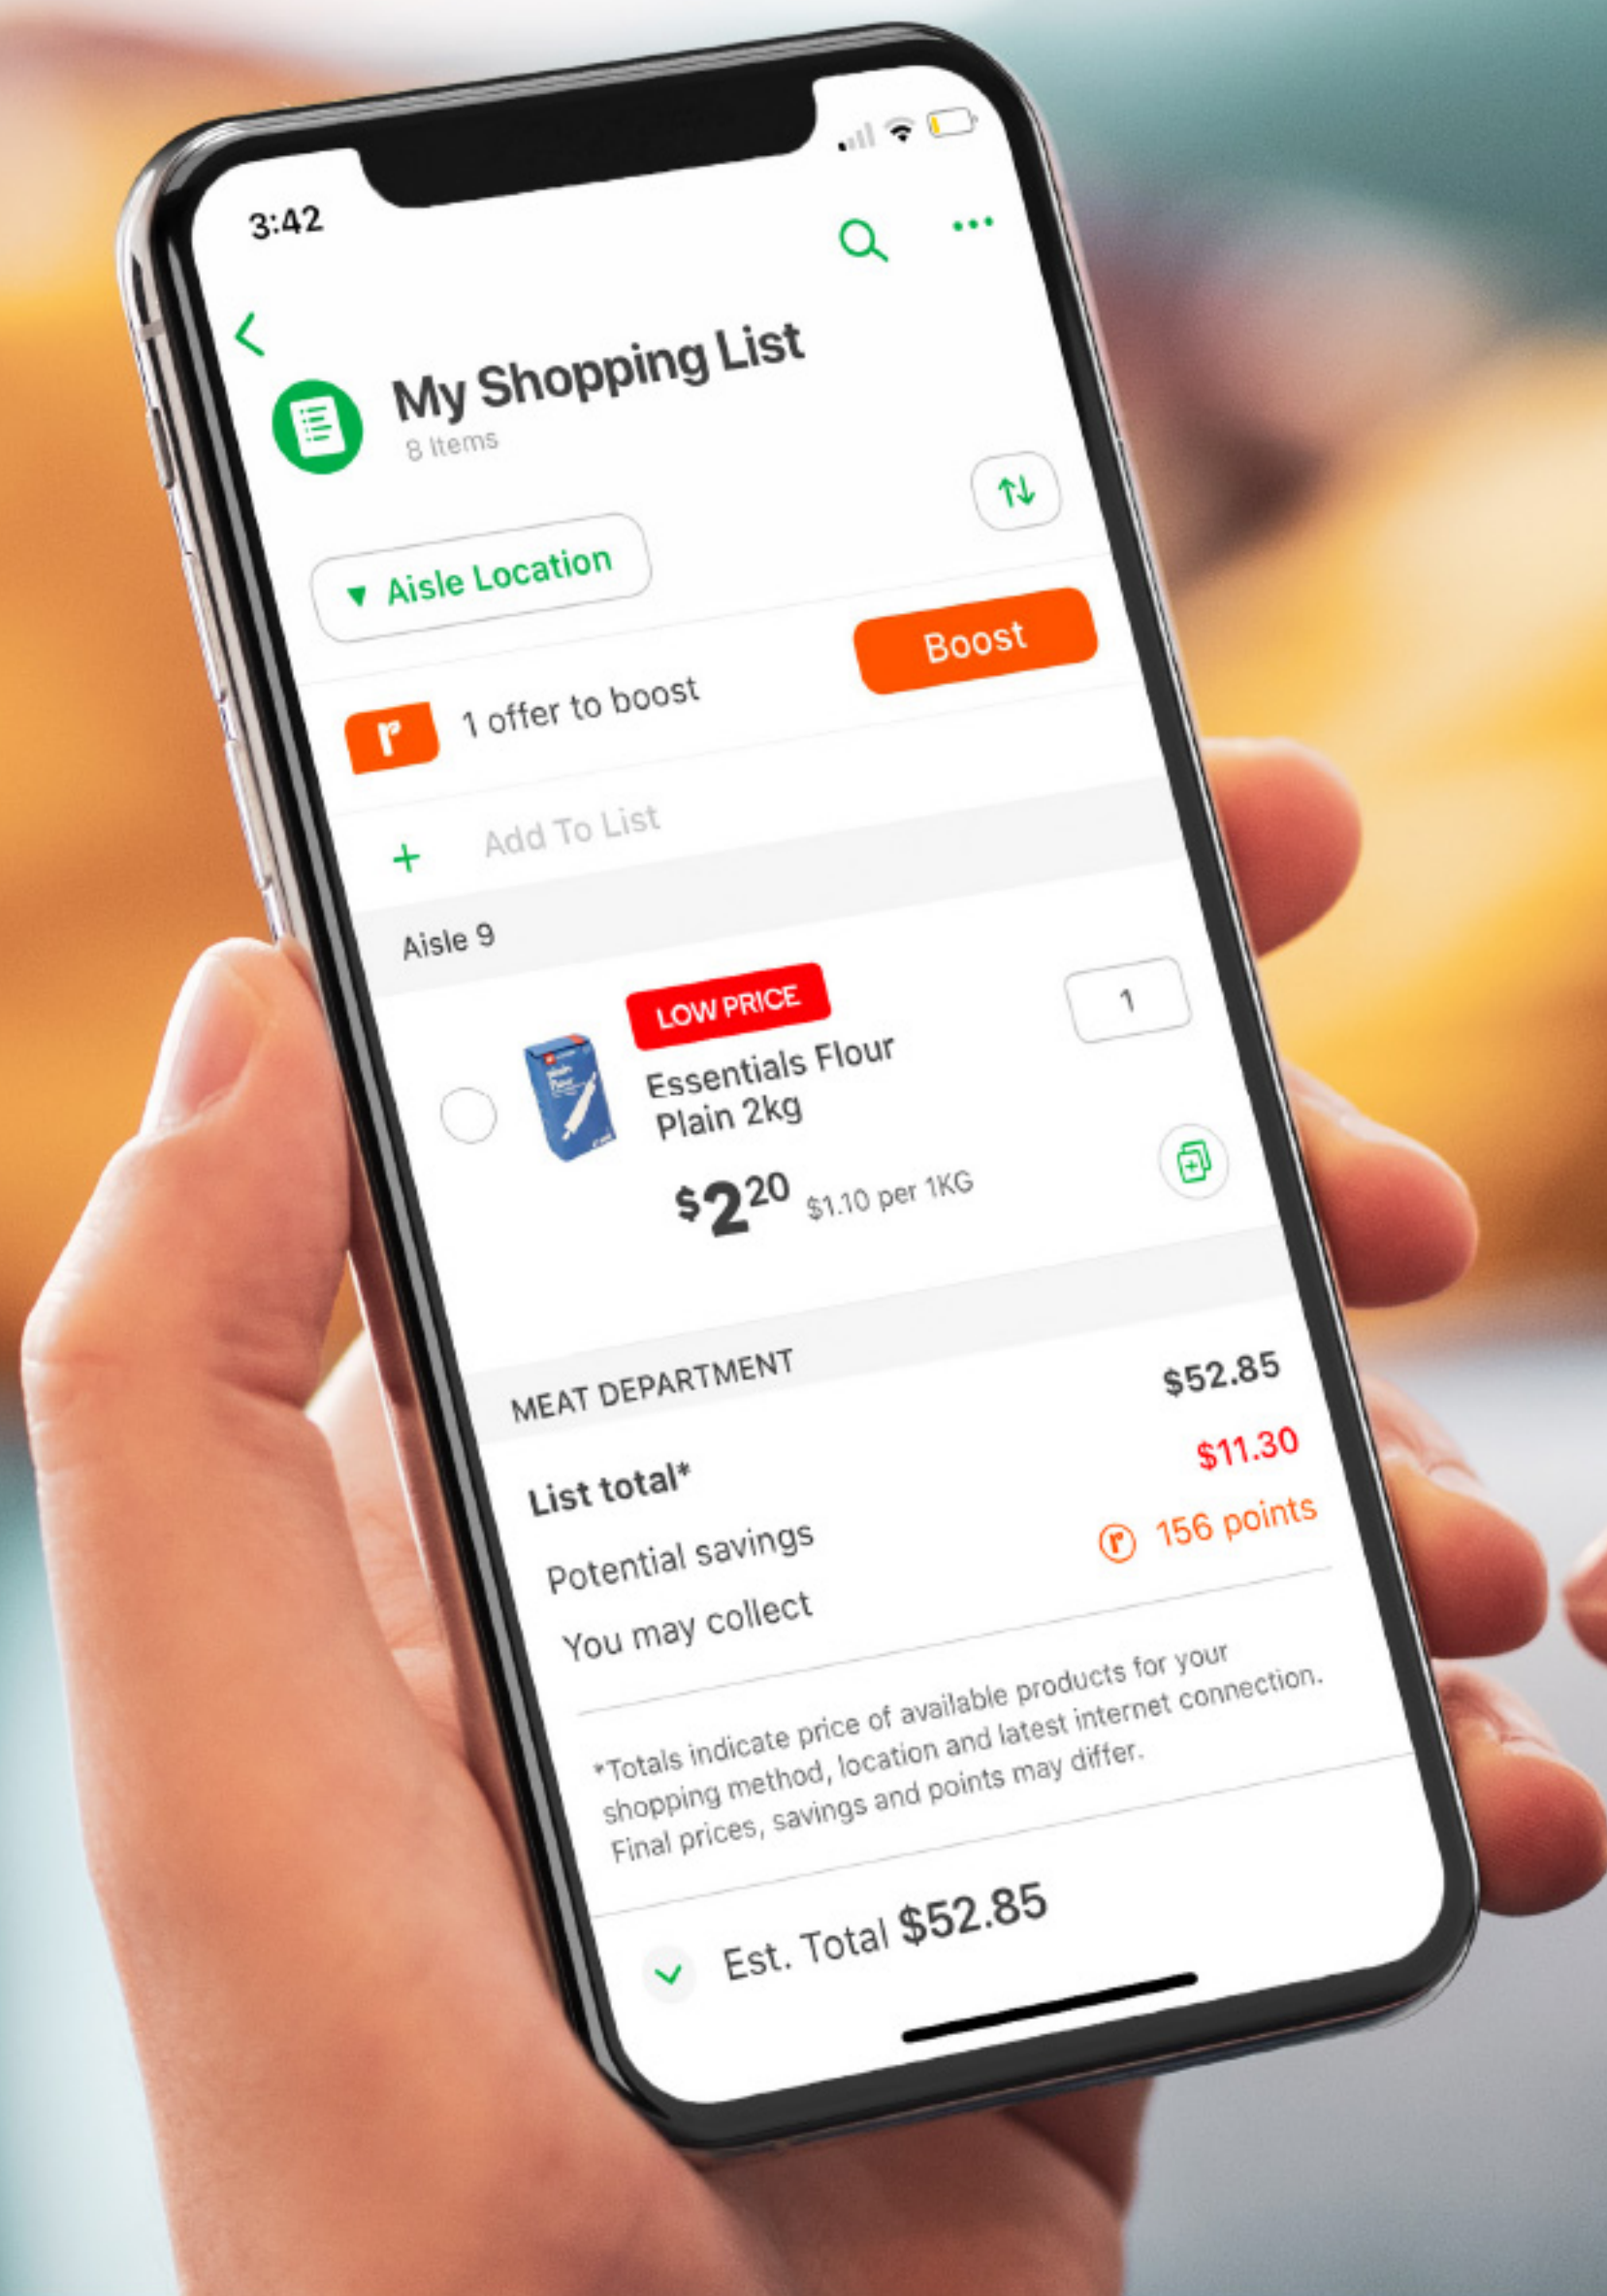 3:42
My Shopping List
8 Items
▼ Aisle Location
r 1 offer to boost Boost
+ Add To List
Aisle 9
LOW PRICE
Essentials Flour
Plain 2kg
1
$2.20 $1.10 per 1KG
MEAT DEPARTMENT
List total* $52.85
Potential savings $11.30
You may collect r 156 points
*Totals indicate price of available products for your
shopping method, location and latest internet connection.
Final prices, savings and points may differ.
Est. Total $52.85